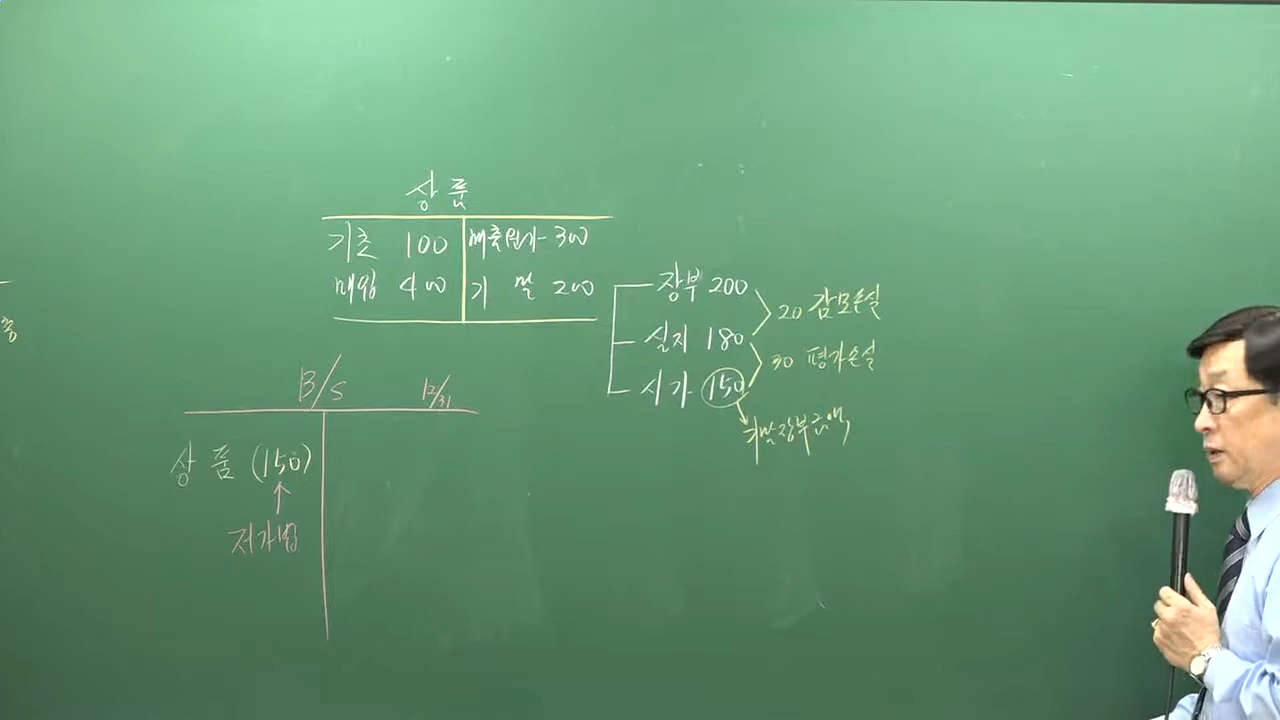 상품
기초 100 매출원가 300
매입 400 기말 200
장부 200
20 감모손실
실지 180
30 평가손실
시가 150
기말장부금액
B/S 12/31
상품 (150)
저가법